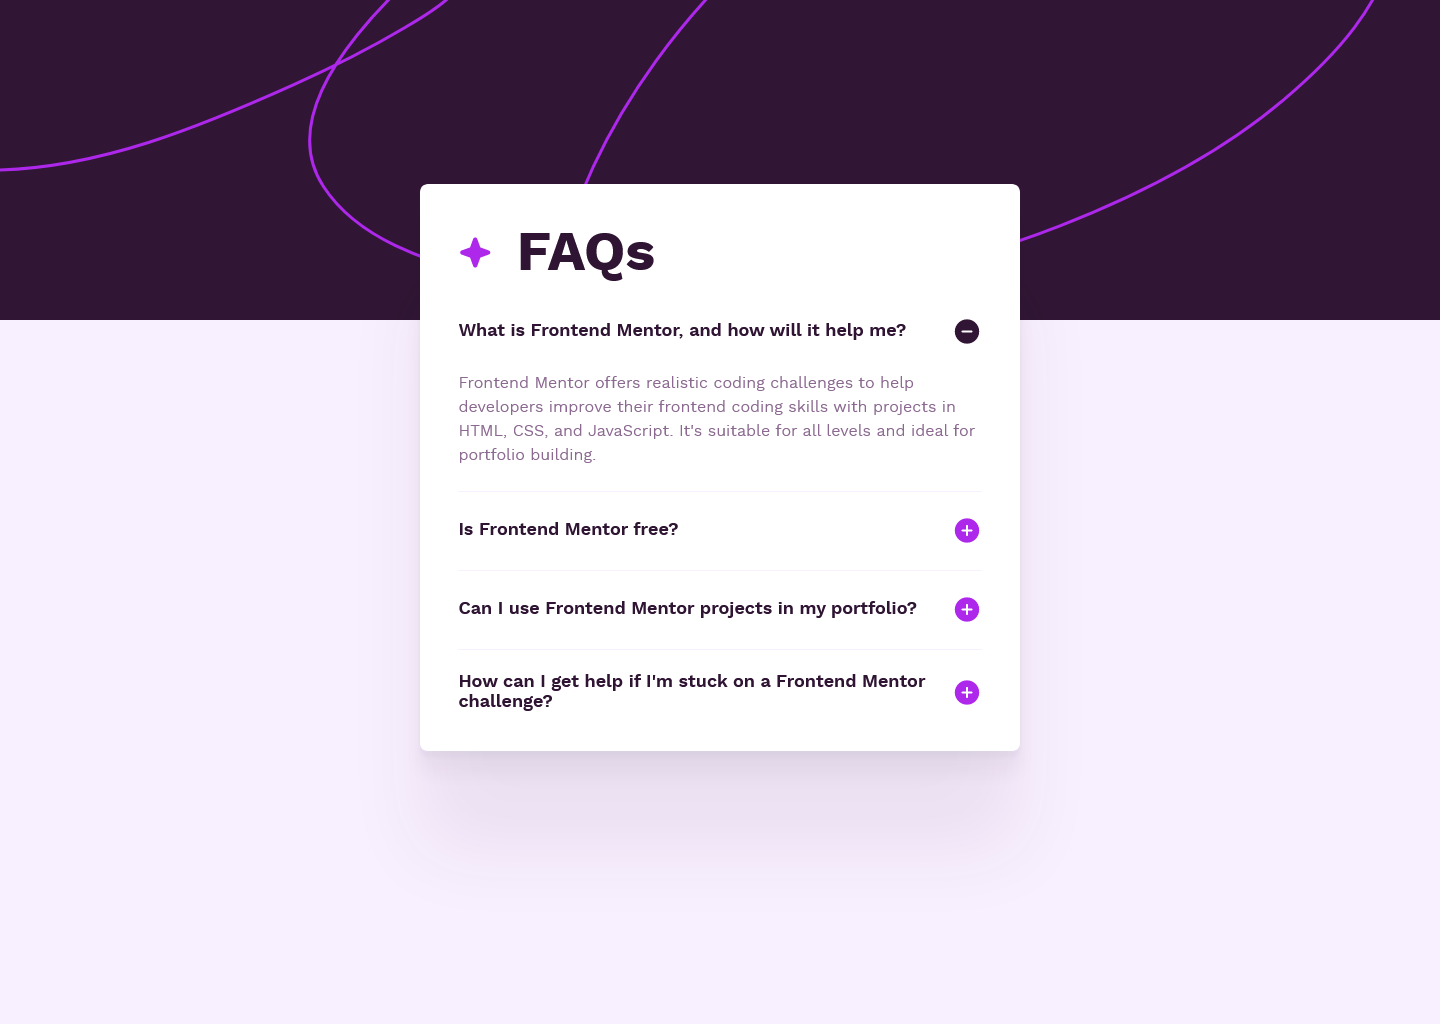 FAQs
What is Frontend Mentor, and how will it help me?
Frontend Mentor offers realistic coding challenges to help
developers improve their frontend coding skills with projects in
HTML, CSS, and JavaScript. It's suitable for all levels and ideal for
portfolio building.
Is Frontend Mentor free?
Can I use Frontend Mentor projects in my portfolio?
How can I get help if I'm stuck on a Frontend Mentor
challenge?